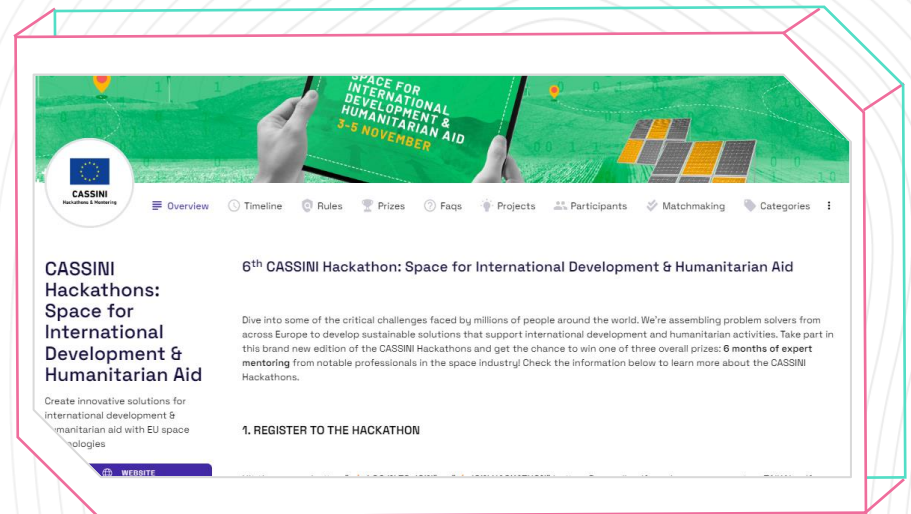 SPACE FOR
INTERNATIONAL
DEVELOPMENT &
HUMANITARIAN AID
3-5 NOVEMBER
CASSINI
Hackathons & Mentoring
Overview Timeline Rules Prizes Faqs Projects Participants Matchmaking Categories
CASSINI
Hackathons:
Space for
International
Development &
Humanitarian Aid
Create innovative solutions for
international development &
humanitarian aid with EU space
WEBSITE
6th CASSINI Hackathon: Space for International Development & Humanitarian Aid
Dive into some of the critical challenges faced by millions of people around the world. We're assembling problem solvers from
across Europe to develop sustainable solutions that support international development and humanitarian activities. Take part in
this brand new edition of the CASSINI Hackathons and get the chance to win one of three overall prizes: 6 months of expert
mentoring from notable professionals in the space industry! Check the information below to learn more about the CASSINI
Hackathons.
1. REGISTER TO THE HACKATHON